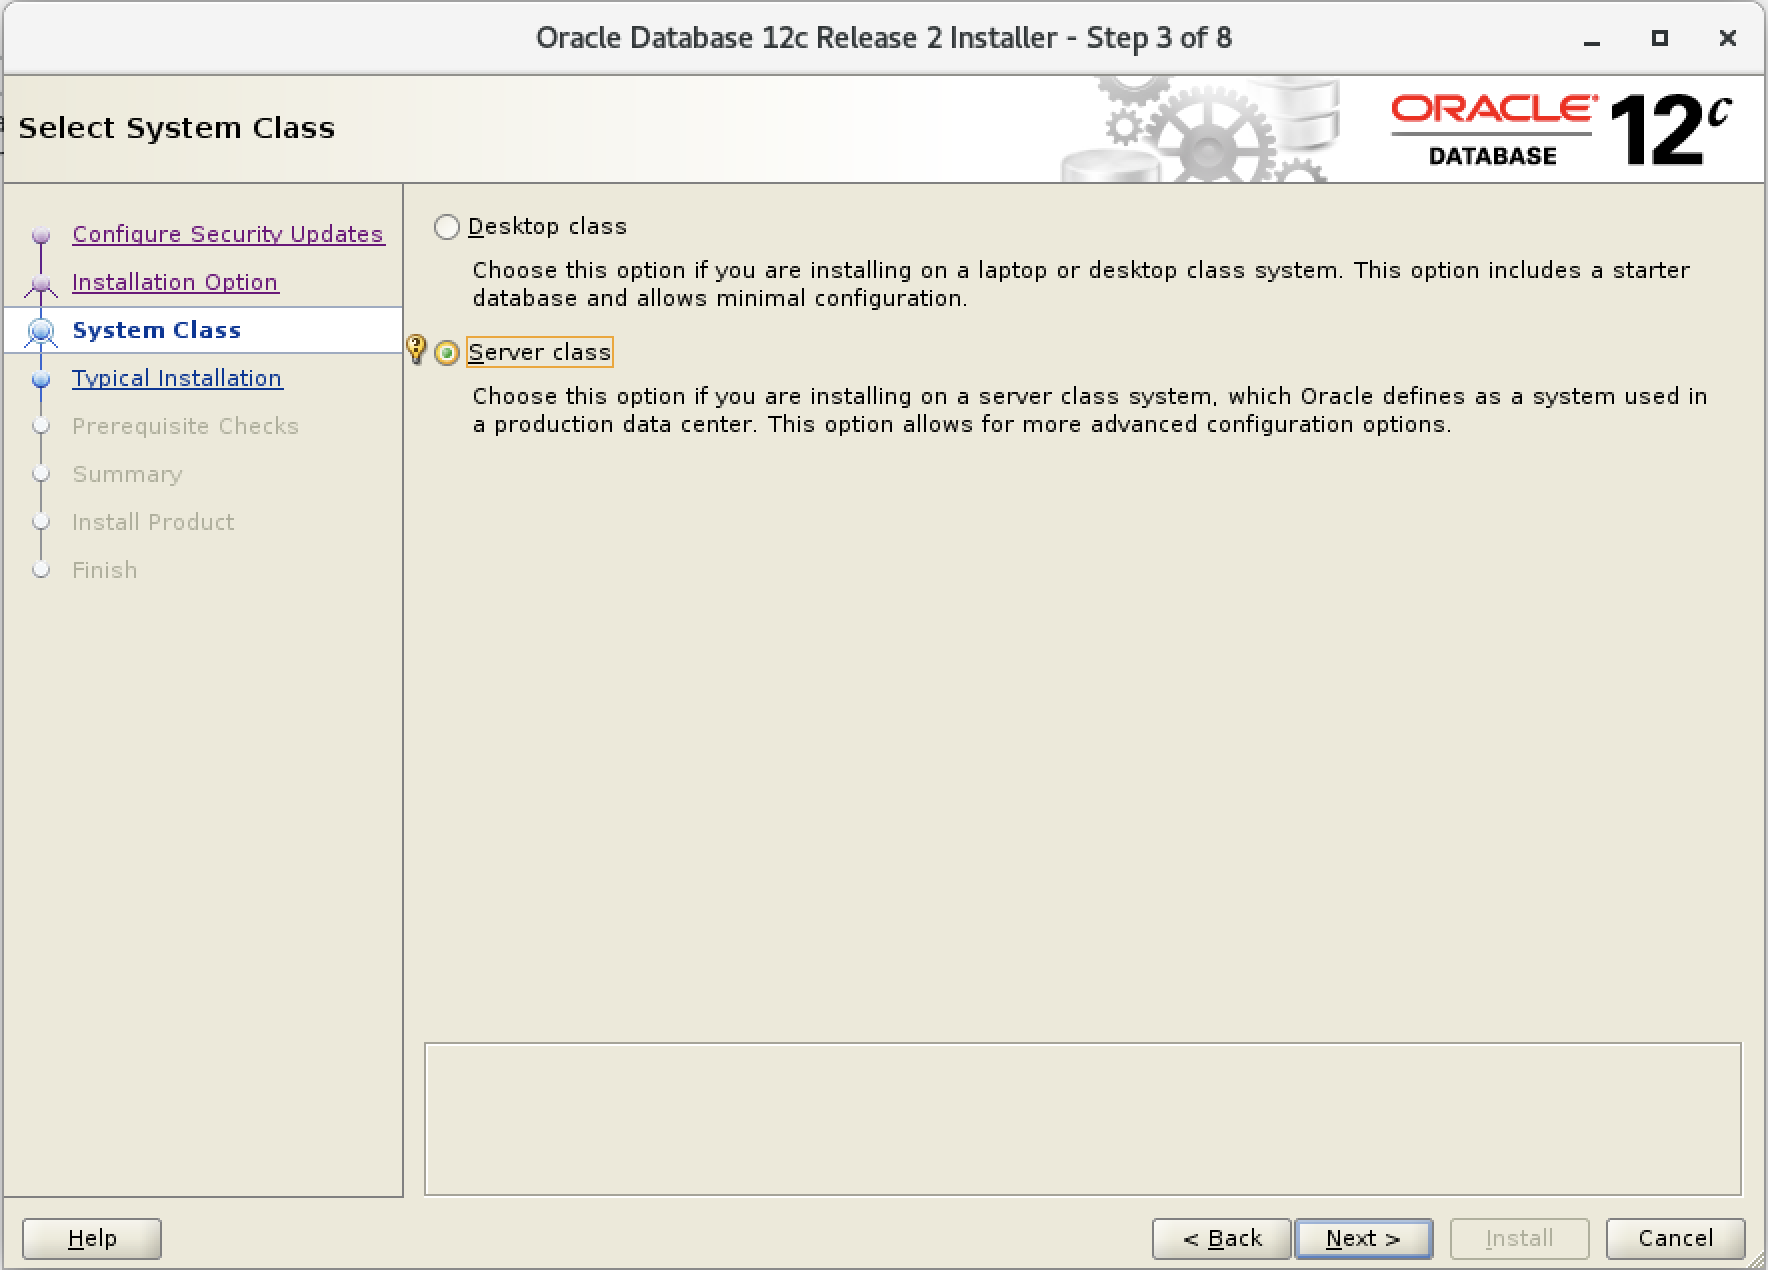 Oracle Database 12c Release 2 Installer - Step 3 of 8
Select System Class
ORACLE
DATABASE
12c
Configure Security Updates
Installation Option
System Class
Typical Installation
Prerequisite Checks
Summary
Install Product
Finish
Desktop class
Choose this option if you are installing on a laptop or desktop class system. This option includes a starter
database and allows minimal configuration.
Server class
Choose this option if you are installing on a server class system, which Oracle defines as a system used in
a production data center. This option allows for more advanced configuration options.
Help
< Back
Next >
Install
Cancel